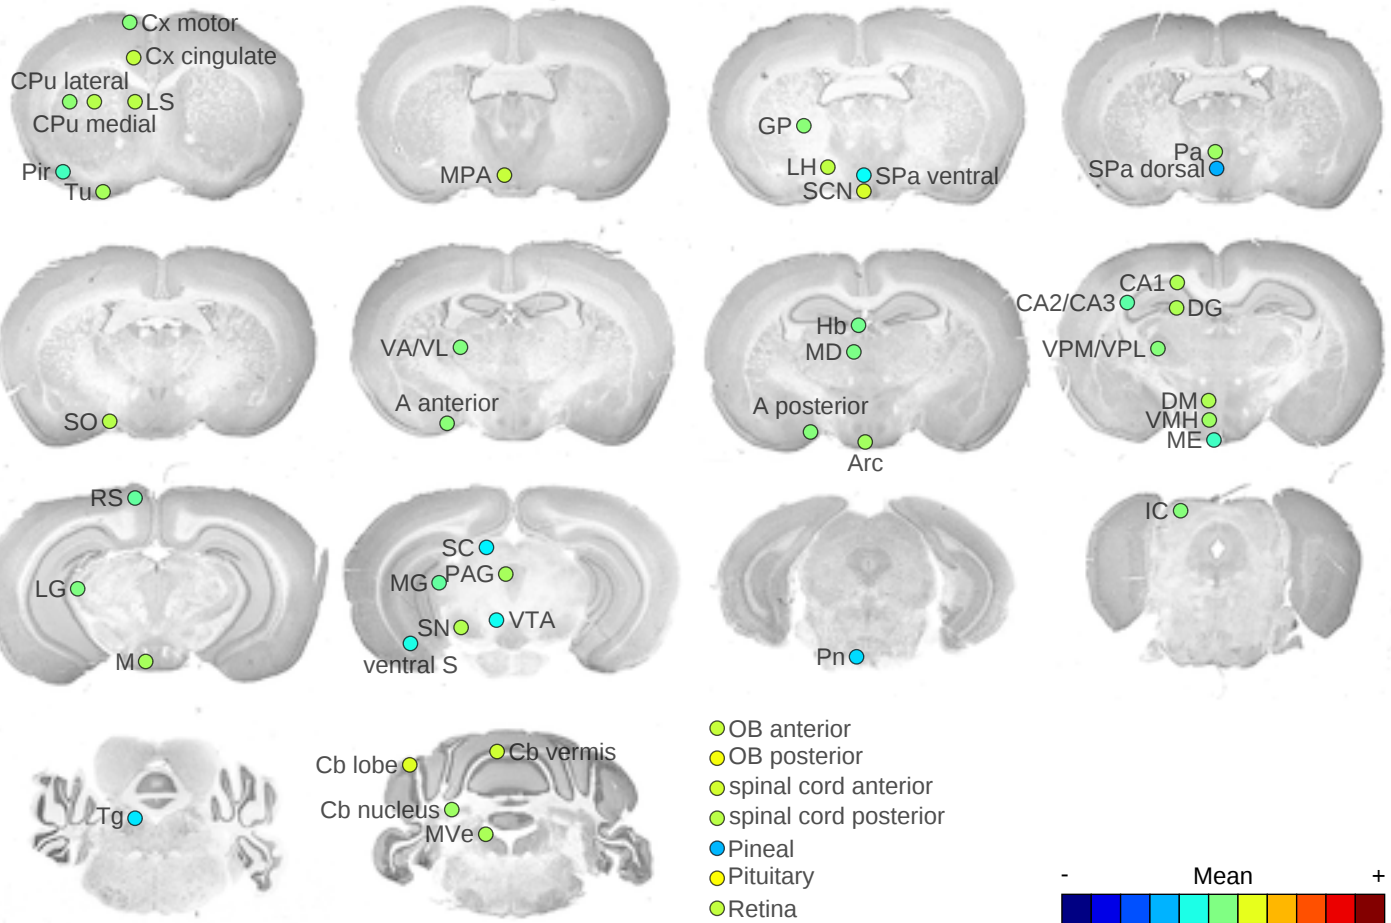 Cx motor
Cx cingulate
CPu lateral
LS
CPu medial
Pir
Tu
MPA
GP
LH
SPa ventral
SCN
Pa
SPa dorsal
SO
VA/VL
A anterior
Hb
MD
A posterior
Arc
CA1
CA2/CA3
DG
VPM/VPL
DM
VMH
ME
RS
LG
M
SC
MG
PAG
SN
VTA
ventral S
Pn
IC
Tg
Cb lobe
Cb vermis
Cb nucleus
MVe
OB anterior
OB posterior
spinal cord anterior
spinal cord posterior
Pineal
Pituitary
Retina
- Mean +